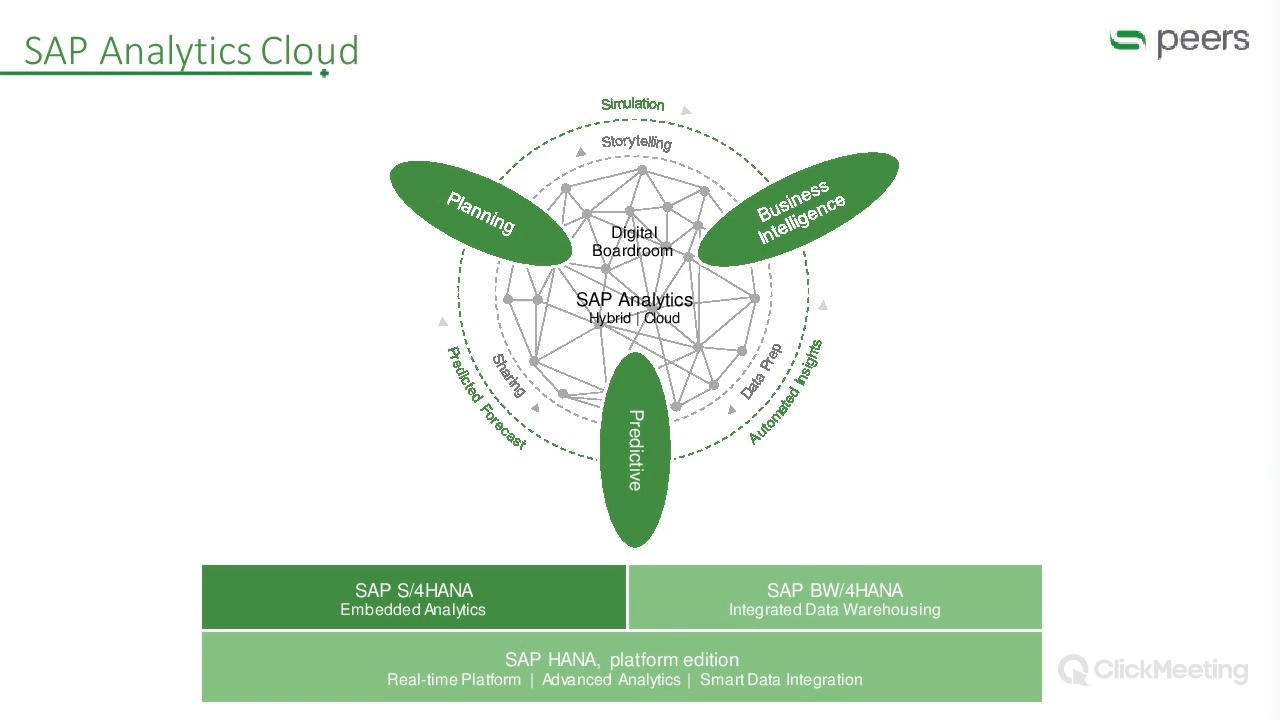 SAP Analytics Cloud
peers
Simulation
Storytelling
Planning
Business
Intelligence
Digital
Boardroom
SAP Analytics
Hybrid | Cloud
Sharing
Data Prep
Predicted Forecast
Automated Insights
Predictive
SAP S/4HANA
Embedded Analytics
SAP BW/4HANA
Integrated Data Warehousing
SAP HANA, platform edition
Real-time Platform | Advanced Analytics | Smart Data Integration
ClickMeeting